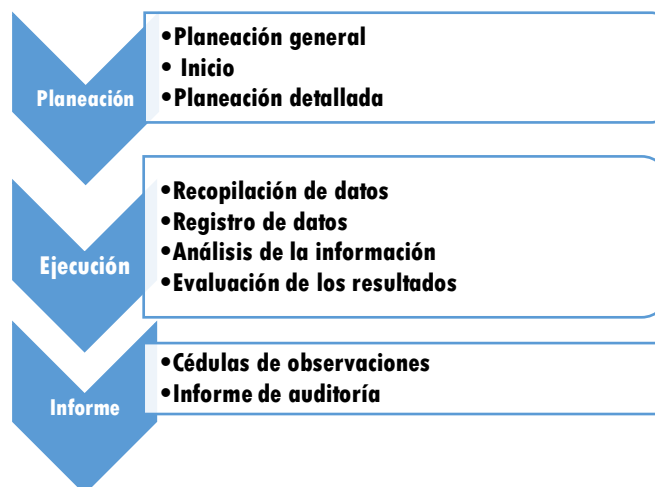 Planeación
•Planeación general
• Inicio
•Planeación detallada
Ejecución
•Recopilación de datos
•Registro de datos
•Análisis de la información
•Evaluación de los resultados
Informe
•Cédulas de observaciones
•Informe de auditoría